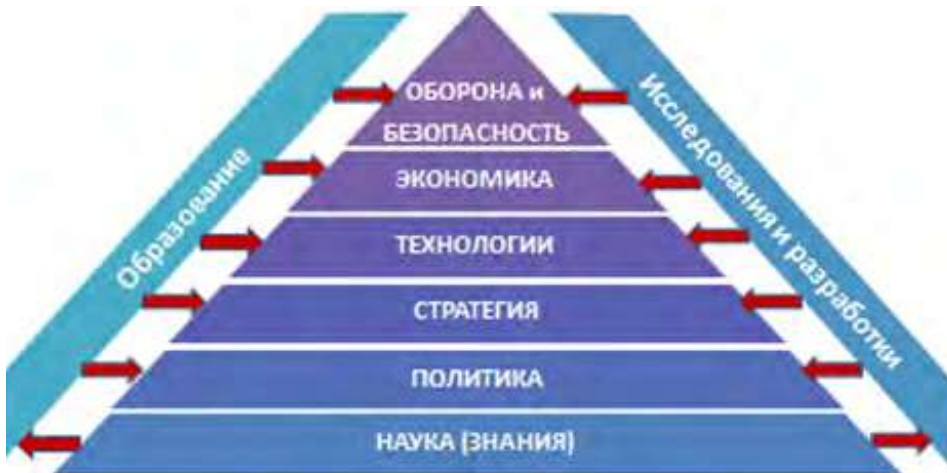 ОБОРОНА и
БЕЗОПАСНОСТЬ
ЭКОНОМИКА
ТЕХНОЛОГИИ
СТРАТЕГИЯ
ПОЛИТИКА
НАУКА (ЗНАНИЯ)
Образование
Исследования и разработки